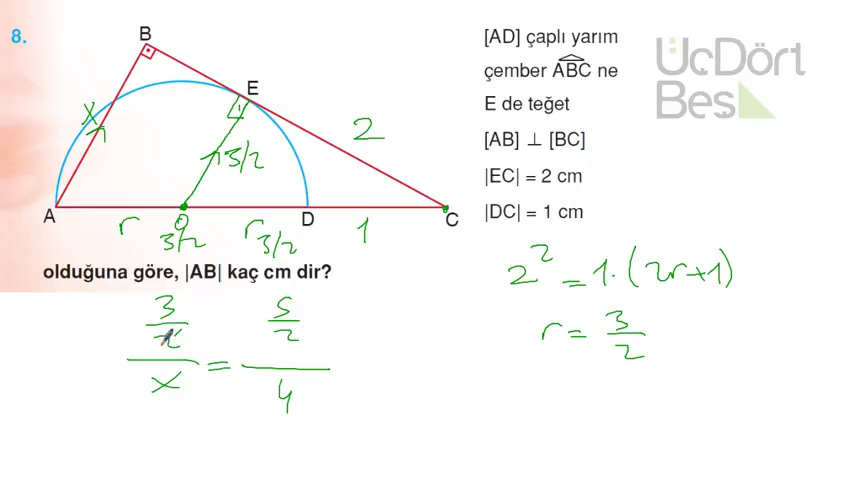 8.
B
E
X
2
3/2
A
O
D
C
r
3/2
r
3/2
1
[AD] çaplı yarım
çember ABC ne
E de teğet
[AB] ⊥ [BC]
|EC| = 2 cm
|DC| = 1 cm
ÜçDört
Beş
olduğuna göre, |AB| kaç cm dir?
2² = 1·(2r+1)
r = 3/2
3/2 / x = 5/2 / 4